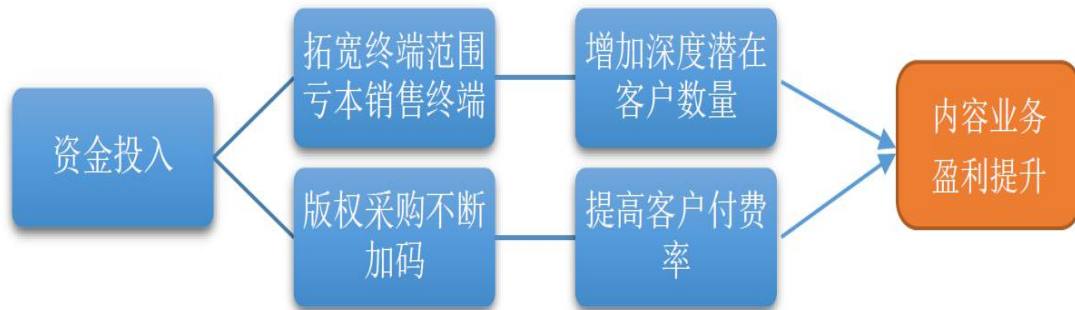 资金投入
拓宽终端范围
亏本销售终端
增加深度潜在
客户数量
版权采购不断
加码
提高客户付费
率
内容业务
盈利提升